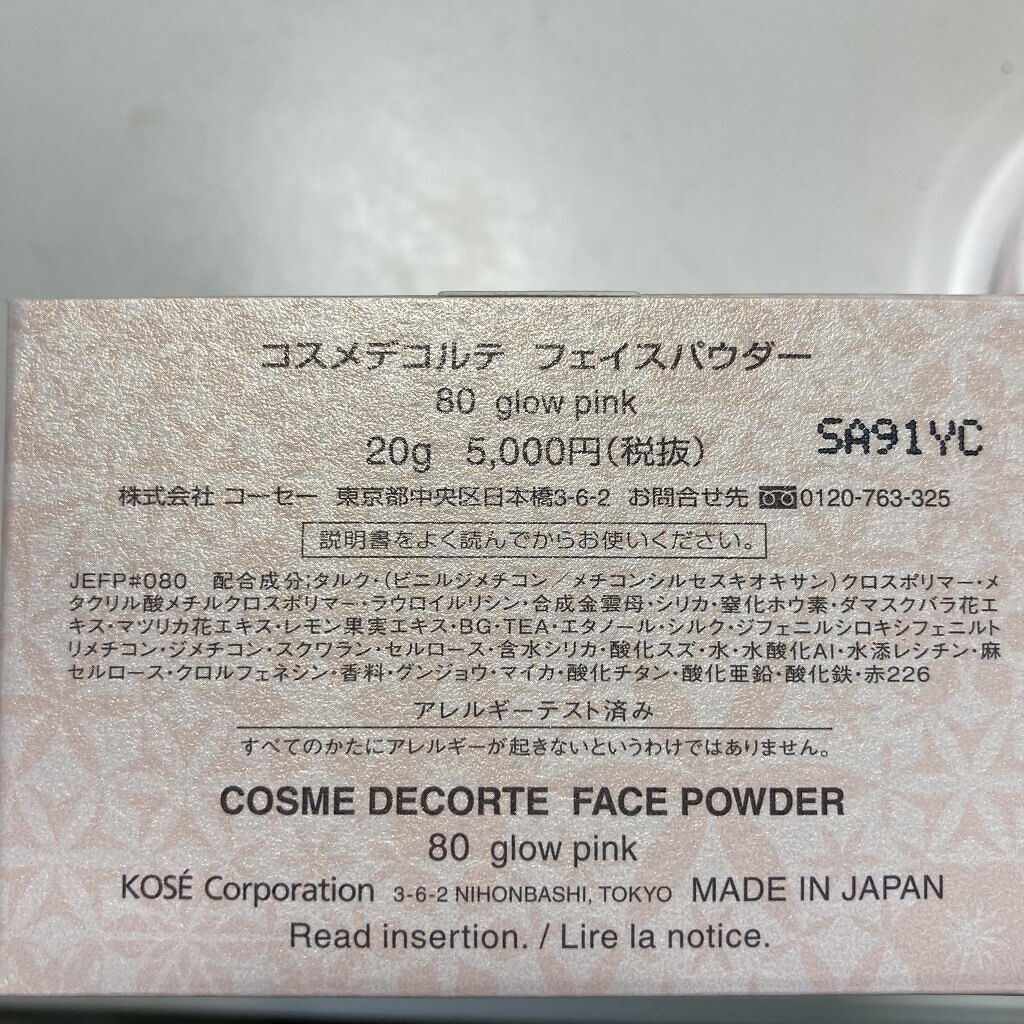 コスメデコルテ フェイスパウダー
80 glow pink
20g 5,000円(税抜)
SA91YC
株式会社 コーセー 東京都中央区日本橋3-6-2 お問合せ先 0120-763-325
説明書をよく読んでからお使いください。
JEFP#080 配合成分;タルク・(ビニルジメチコン/メチコンシルセスキオキサン)クロスポリマー・メ
タクリル酸メチルクロスポリマー・ラウロイルリシン・合成金雲母・シリカ・窒化ホウ素・ダマスクバラ花エ
キス・マツリカ花エキス・レモン果実エキス・BG・TEA・エタノール・シルク・ジフェニルシロキシフェニルト
リメチコン・ジメチコン・スクワラン・セルロース・含水シリカ・酸化スズ・水・水酸化Al・水添レシチン・麻
セルロース・クロルフェネシン・香料・グンジョウ・マイカ・酸化チタン・酸化亜鉛・酸化鉄・赤226
アレルギーテスト済み
すべてのかたにアレルギーが起きないというわけではありません。
COSME DECORTE FACE POWDER
80 glow pink
KOSÉ Corporation 3-6-2 NIHONBASHI, TOKYO MADE IN JAPAN
Read insertion. / Lire la notice.